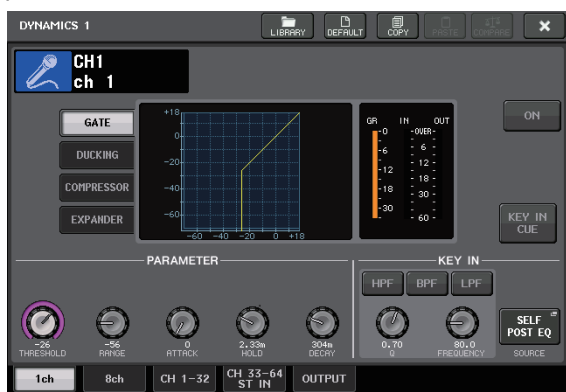 DYNAMICS 1
LIBRARY DEFAULT COPY PASTE COMPARE
CH1
ch 1
GATE
DUCKING
COMPRESSOR
EXPANDER
+18
0
-20
-40
-60
-60 -40 -20 0 +18
GR IN OUT
0 OVER
-6 6
-12 12
-18 18
-30 30
60
ON
KEY IN
CUE
PARAMETER
KEY IN
HPF BPF LPF
-26 -56 0 2.33m 304m 0.70 80.0
THRESHOLD RANGE ATTACK HOLD DECAY Q FREQUENCY
SELF
POST EQ
SOURCE
1ch 8ch CH 1-32 CH 33-64
ST IN OUTPUT